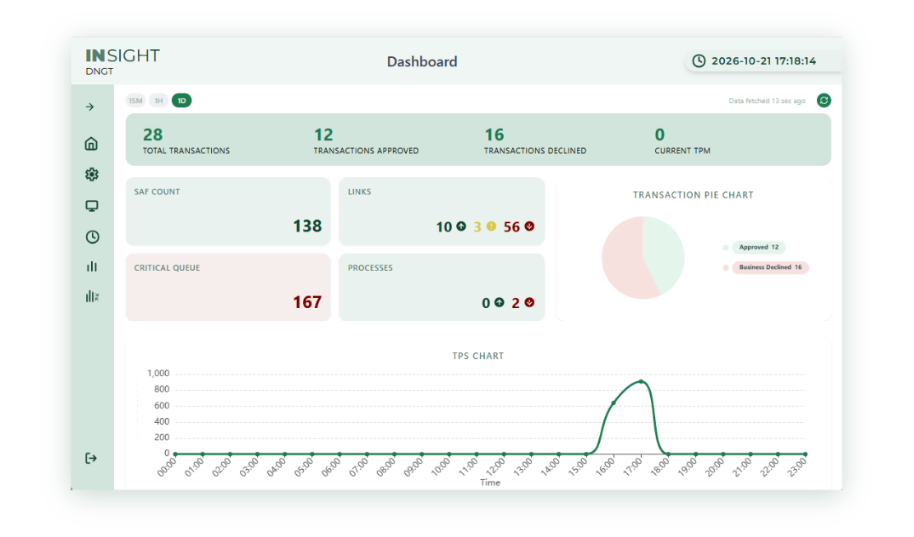 INSIGHT
DNGT
Dashboard
2026-10-21 17:18:14
15M 1H 1D
Data fetched 13 sec ago
28
TOTAL TRANSACTIONS
12
TRANSACTIONS APPROVED
16
TRANSACTIONS DECLINED
0
CURRENT TPM
SAF COUNT
138
LINKS
10 3 56
CRITICAL QUEUE
167
PROCESSES
0 2
TRANSACTION PIE CHART
Approved 12
Business Declined 16
TPS CHART
1,000
800
600
400
200
0
00:00 01:00 02:00 03:00 04:00 05:00 06:00 07:00 08:00 09:00 10:00 11:00 12:00 13:00 14:00 15:00 16:00 17:00 18:00 19:00 20:00 21:00 22:00 23:00
Time